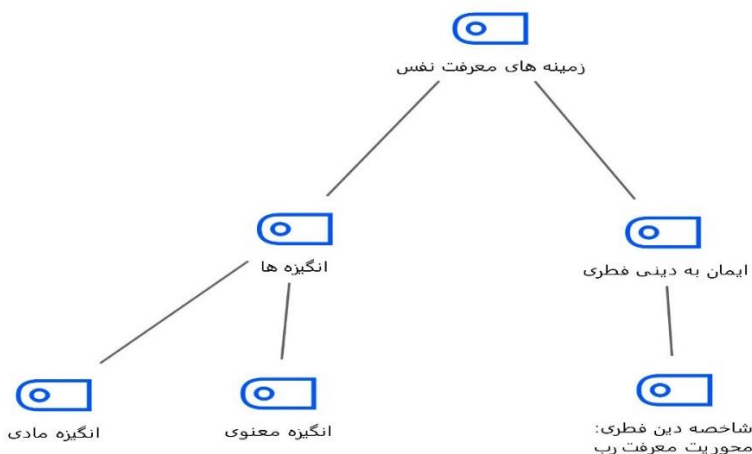 زمینه های معرفت نفس
ایمان به دینی فطری
انگیزه ها
شاخصه دین فطری:
محوریت معرفت رب
انگیزه معنوی
انگیزه مادی